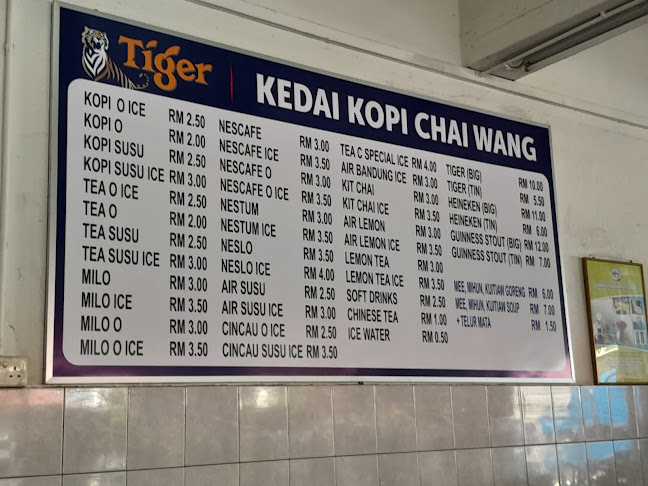 Tiger
KEDAI KOPI CHAI WANG
KOPI O ICE RM 2.50
KOPI O RM 2.00
KOPI SUSU RM 2.50
KOPI SUSU ICE RM 3.00
TEA O ICE RM 2.50
TEA O RM 2.00
TEA SUSU RM 2.50
TEA SUSU ICE RM 3.00
MILO RM 3.00
MILO ICE RM 3.50
MILO O RM 3.00
MILO O ICE RM 3.50
NESCAFE RM 3.00
NESCAFE ICE RM 3.50
NESCAFE O RM 3.00
NESCAFE O ICE RM 3.50
NESTUM RM 3.00
NESTUM ICE RM 3.50
NESLO RM 3.50
NESLO ICE RM 4.00
AIR SUSU RM 2.50
AIR SUSU ICE RM 3.00
CINCAU O ICE RM 2.50
CINCAU SUSU ICE RM 3.50
TEA C SPECIAL ICE RM 4.00
AIR BANDUNG ICE RM 3.00
KIT CHAI RM 3.00
KIT CHAI ICE RM 3.50
AIR LEMON RM 3.00
AIR LEMON ICE RM 3.50
LEMON TEA RM 3.00
LEMON TEA ICE RM 3.50
SOFT DRINKS RM 2.50
CHINESE TEA RM 1.00
ICE WATER RM 0.50
TIGER (BIG) RM 10.00
TIGER (TIN) RM 5.50
HEINEKEN (BIG) RM 11.00
HEINEKEN (TIN) RM 6.00
GUINNESS STOUT (BIG) RM 12.00
GUINNESS STOUT (TIN) RM 7.00
MEE, MIHUN, KUITIAW GORENG RM 6.00
MEE, MIHUN, KUITIAW SOUP RM 7.00
+ TELUR MATA RM 1.50